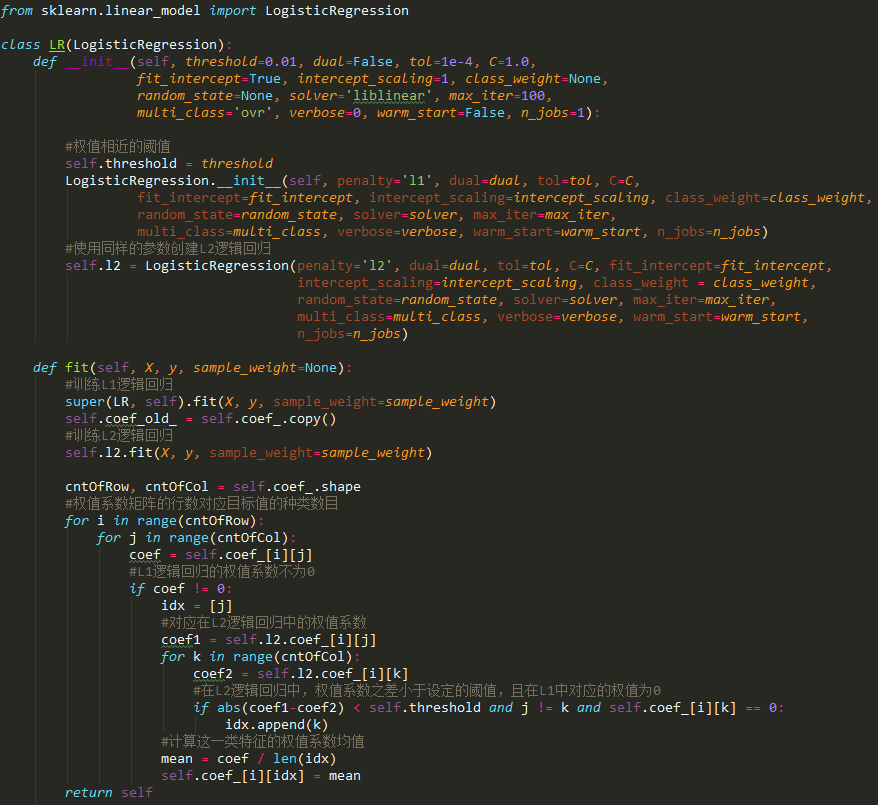 from sklearn.linear_model import LogisticRegression
class LR(LogisticRegression):
def __init__(self, threshold=0.01, dual=False, tol=1e-4, C=1.0,
fit_intercept=True, intercept_scaling=1, class_weight=None,
random_state=None, solver='liblinear', max_iter=100,
multi_class='ovr', verbose=0, warm_start=False, n_jobs=1):
#权值相近的阈值
self.threshold = threshold
LogisticRegression.__init__(self, penalty='l1', dual=dual, tol=tol, C=C,
fit_intercept=fit_intercept, intercept_scaling=intercept_scaling, class_weight=class_weight,
random_state=random_state, solver=solver, max_iter=max_iter,
multi_class=multi_class, verbose=verbose, warm_start=warm_start, n_jobs=n_jobs)
#使用同样的参数创建L2逻辑回归
self.l2 = LogisticRegression(penalty='l2', dual=dual, tol=tol, C=C, fit_intercept=fit_intercept,
intercept_scaling=intercept_scaling, class_weight = class_weight,
random_state=random_state, solver=solver, max_iter=max_iter,
multi_class=multi_class, verbose=verbose, warm_start=warm_start,
n_jobs=n_jobs)
def fit(self, X, y, sample_weight=None):
#训练L1逻辑回归
super(LR, self).fit(X, y, sample_weight=sample_weight)
self.coef_old_ = self.coef_.copy()
#训练L2逻辑回归
self.l2.fit(X, y, sample_weight=sample_weight)
cntOfRow, cntOfCol = self.coef_.shape
#权值系数矩阵的行数对应目标值的种类数目
for i in range(cntOfRow):
for j in range(cntOfCol):
coef = self.coef_[i][j]
#L1逻辑回归的权值系数不为0
if coef != 0:
idx = [j]
#对应在L2逻辑回归中的权值系数
coef1 = self.l2.coef_[i][j]
for k in range(cntOfCol):
coef2 = self.l2.coef_[i][k]
#在L2逻辑回归中，权值系数之差小于设定的阈值，且在L1中对应的权值为0
if abs(coef1-coef2) < self.threshold and j != k and self.coef_[i][k] == 0:
idx.append(k)
#计算这一类特征的权值系数均值
mean = coef / len(idx)
self.coef_[i][idx] = mean
return self